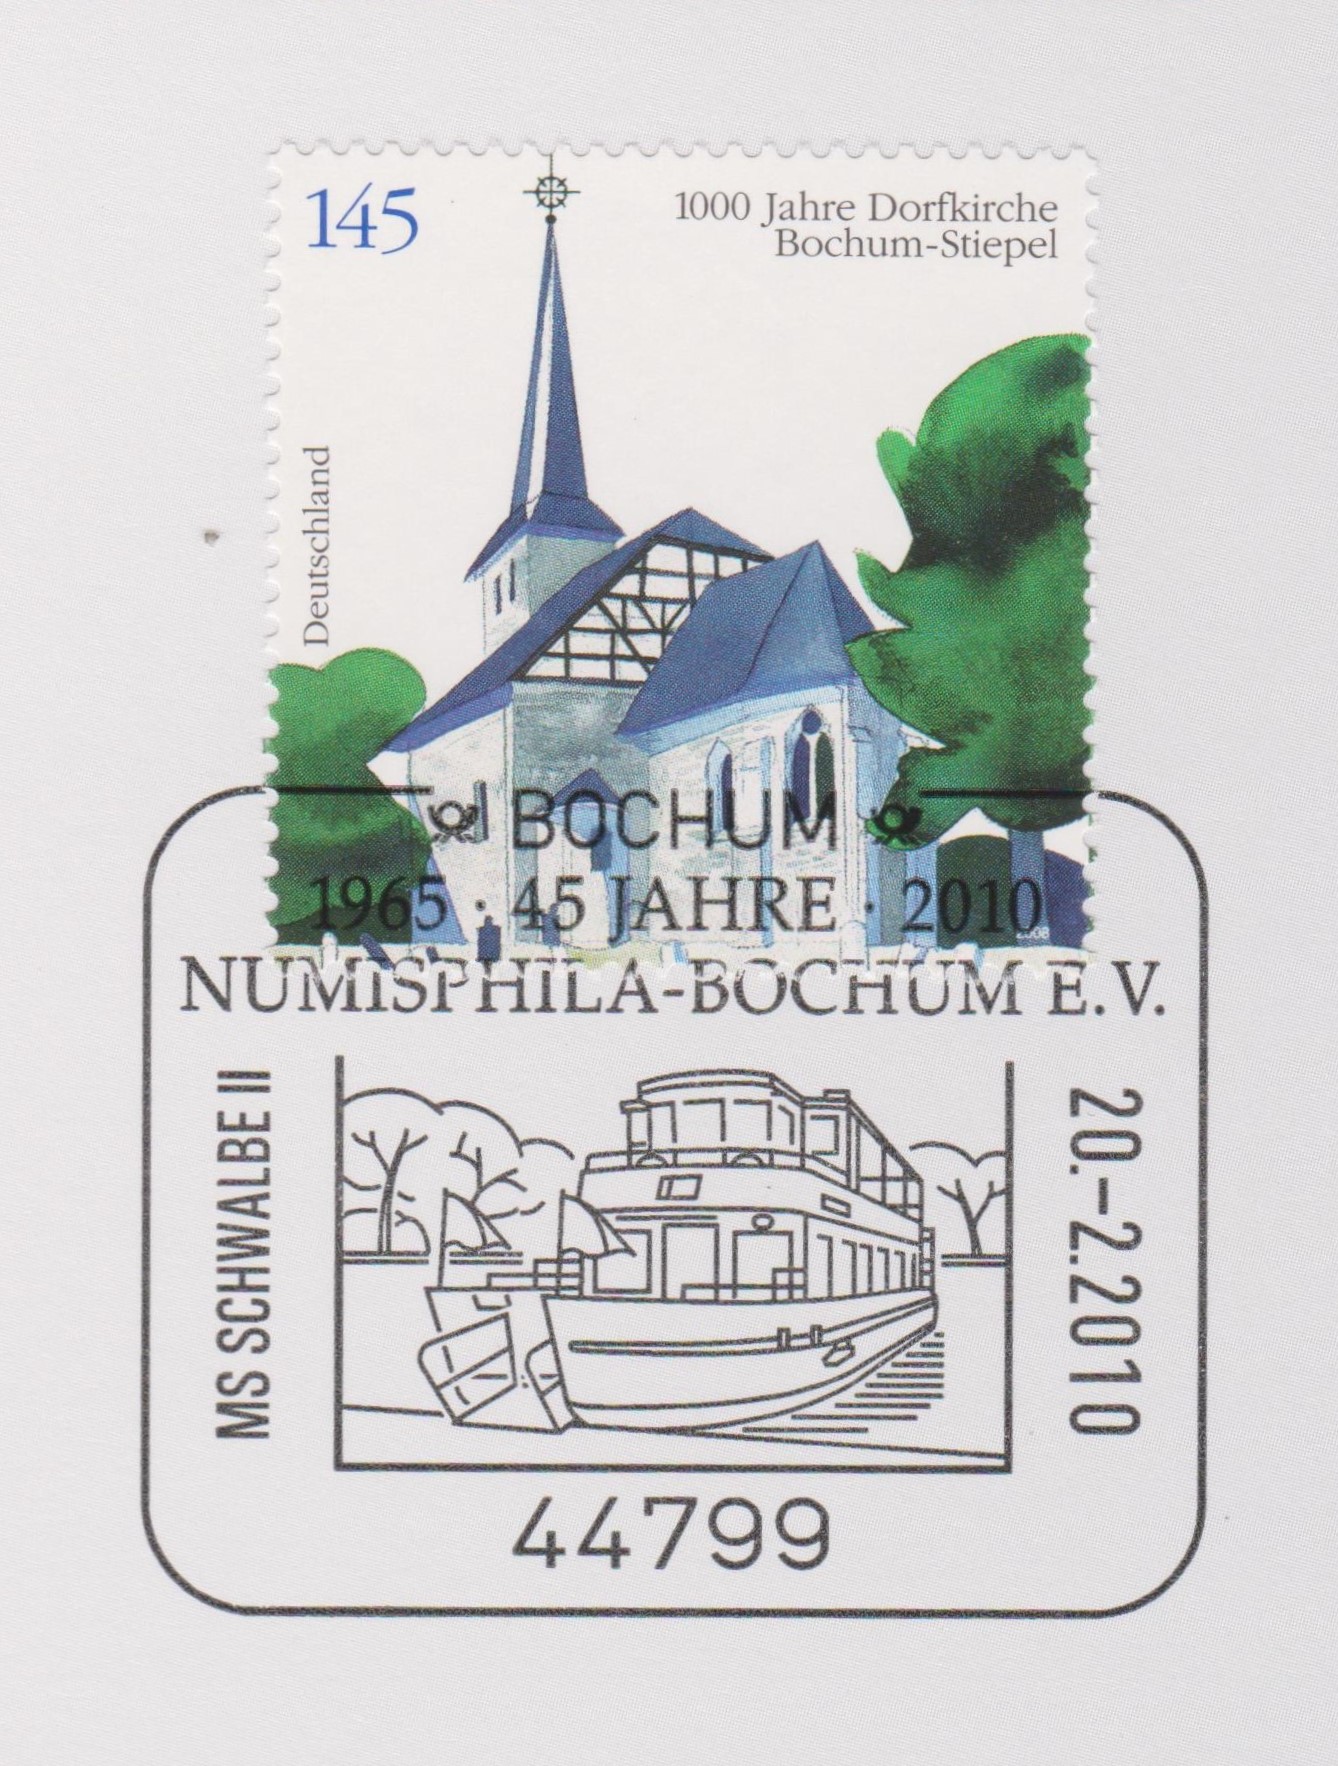 145
1000 Jahre Dorfkirche
Bochum-Stiepel
Deutschland
2008
BOCHUM
1965 · 45 JAHRE · 2010
NUMISPHILA-BOCHUM E.V.
MS SCHWALBE II
20.-2.2010
44799